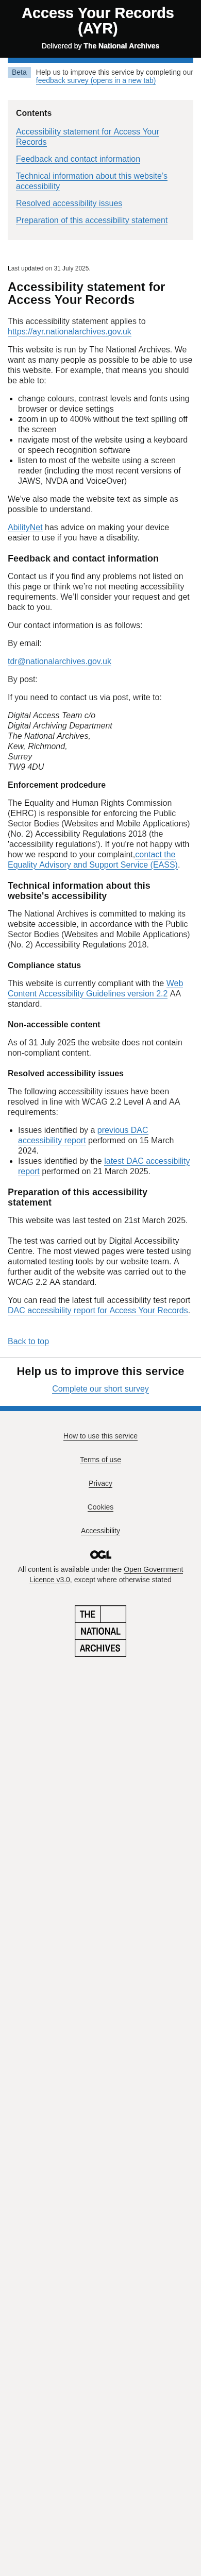 Access Your Records
(AYR)
Delivered by The National Archives
Beta
Help us to improve this service by completing our
feedback survey (opens in a new tab)
Contents
Accessibility statement for Access Your
Records
Feedback and contact information
Technical information about this website's
accessibility
Resolved accessibility issues
Preparation of this accessibility statement
Last updated on 31 July 2025.
Accessibility statement for
Access Your Records
This accessibility statement applies to
https://ayr.nationalarchives.gov.uk
This website is run by The National Archives. We
want as many people as possible to be able to use
this website. For example, that means you should
be able to:
• change colours, contrast levels and fonts using
browser or device settings
• zoom in up to 400% without the text spilling off
the screen
• navigate most of the website using a keyboard
or speech recognition software
• listen to most of the website using a screen
reader (including the most recent versions of
JAWS, NVDA and VoiceOver)
We've also made the website text as simple as
possible to understand.
AbilityNet has advice on making your device
easier to use if you have a disability.
Feedback and contact information
Contact us if you find any problems not listed on
this page or think we're not meeting accessibility
requirements. We'll consider your request and get
back to you.
Our contact information is as follows:
By email:
tdr@nationalarchives.gov.uk
By post:
If you need to contact us via post, write to:
Digital Access Team c/o
Digital Archiving Department
The National Archives,
Kew, Richmond,
Surrey
TW9 4DU
Enforcement prodcedure
The Equality and Human Rights Commission
(EHRC) is responsible for enforcing the Public
Sector Bodies (Websites and Mobile Applications)
(No. 2) Accessibility Regulations 2018 (the
'accessibility regulations'). If you're not happy with
how we respond to your complaint,contact the
Equality Advisory and Support Service (EASS).
Technical information about this
website's accessibility
The National Archives is committed to making its
website accessible, in accordance with the Public
Sector Bodies (Websites and Mobile Applications)
(No. 2) Accessibility Regulations 2018.
Compliance status
This website is currently compliant with the Web
Content Accessibility Guidelines version 2.2 AA
standard.
Non-accessible content
As of 31 July 2025 the website does not contain
non-compliant content.
Resolved accessibility issues
The following accessibility issues have been
resolved in line with WCAG 2.2 Level A and AA
requirements:
• Issues identified by a previous DAC
accessibility report performed on 15 March
2024.
• Issues identified by the latest DAC accessibility
report performed on 21 March 2025.
Preparation of this accessibility
statement
This website was last tested on 21st March 2025.
The test was carried out by Digital Accessibility
Centre. The most viewed pages were tested using
automated testing tools by our website team. A
further audit of the website was carried out to the
WCAG 2.2 AA standard.
You can read the latest full accessibility test report
DAC accessibility report for Access Your Records.
Back to top
Help us to improve this service
Complete our short survey
How to use this service
Terms of use
Privacy
Cookies
Accessibility
OGL
All content is available under the Open Government
Licence v3.0, except where otherwise stated
THE
NATIONAL
ARCHIVES